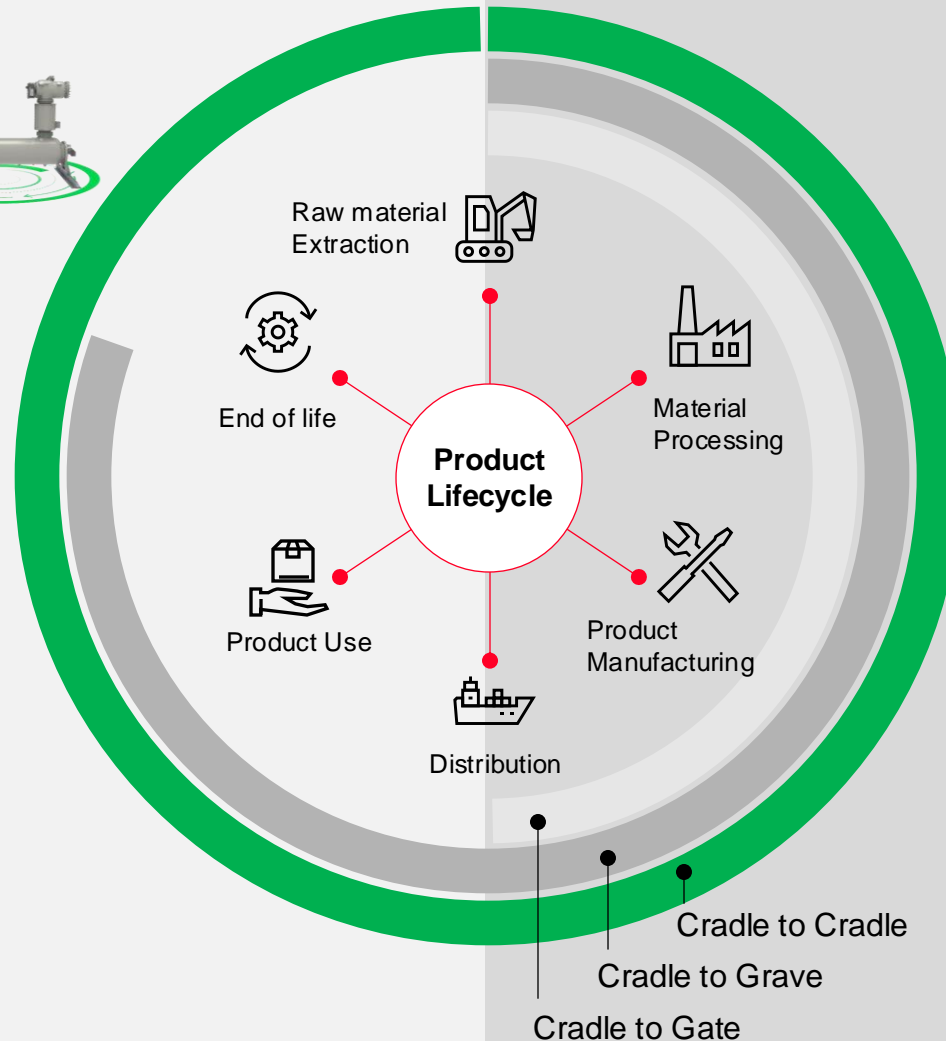 Raw material
Extraction
Material
Processing
End of life
Product
Lifecycle
Product
Manufacturing
Product Use
Distribution
Cradle to Cradle
Cradle to Grave
Cradle to Gate